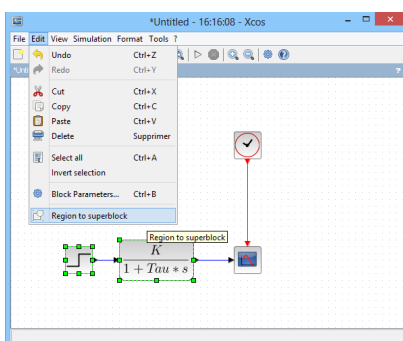 *Untitled - 16:16:08 - Xcos
File Edit View Simulation Format Tools ?
Undo Ctrl+Z
*Unti
Redo Ctrl+Y
?
Cut Ctrl+X
Copy Ctrl+C
Paste Ctrl+V
Delete Supprimer
Select all Ctrl+A
Invert selection
Block Parameters... Ctrl+B
Region to superblock
Region to superblock
K
1 + Tau * s